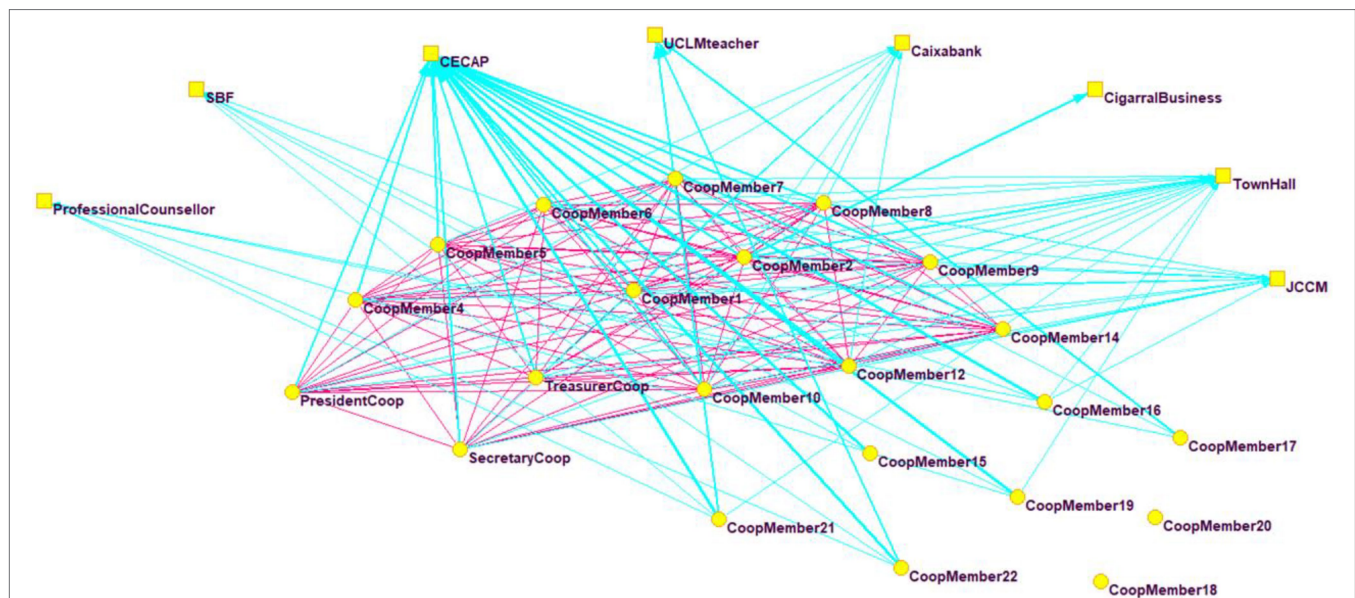 UCLMteacher
Caixabank
CECAP
SBF
CigarralBusiness
TownHall
ProfessionalCounsellor
CoopMember7
CoopMember6
CoopMember8
CoopMember5
CoopMember2
CoopMember9
JCCM
CoopMember4
CoopMember1
CoopMember14
CoopMember12
TreasurerCoop
PresidentCoop
CoopMember10
CoopMember16
CoopMember17
SecretaryCoop
CoopMember15
CoopMember19
CoopMember21
CoopMember20
CoopMember22
CoopMember18